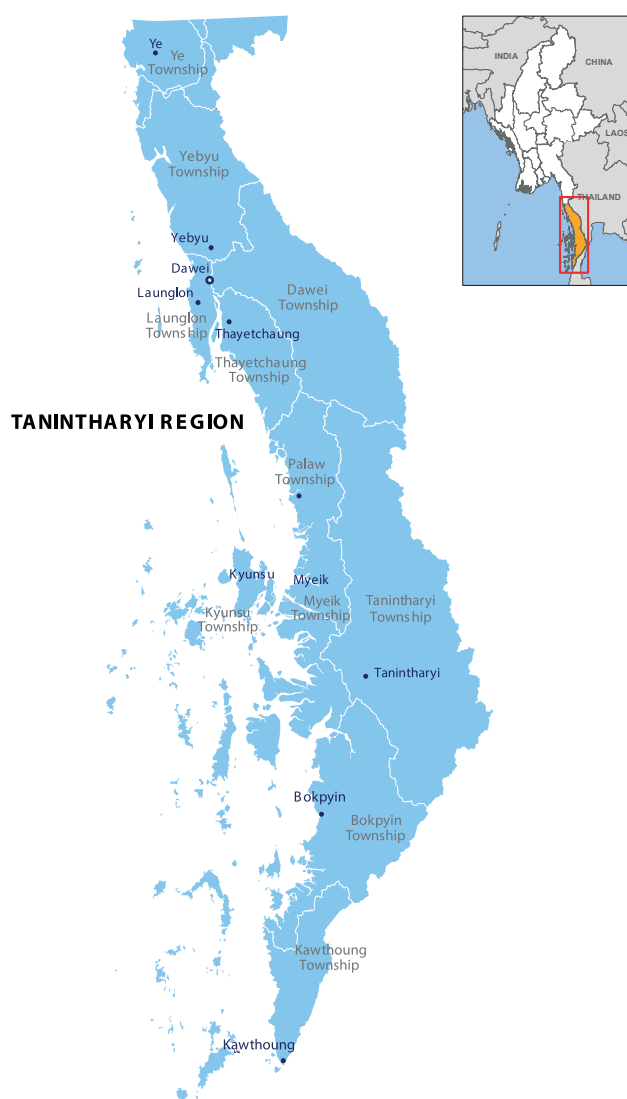 Ye
Ye
Township
INDIA
CHINA
LAOS
THAILAND
Yebyu
Township
Yebyu
Dawei
Launglon
Dawei
Township
Launglon
Township
Thayetchaung
Thayetchaung
Township
TANINTHARYI REGION
Palaw
Township
Kyunsu
Myeik
Kyunsu
Township
Myeik
Township
Tanintharyi
Township
Tanintharyi
Bokpyin
Bokpyin
Township
Kawthoung
Township
Kawthoung